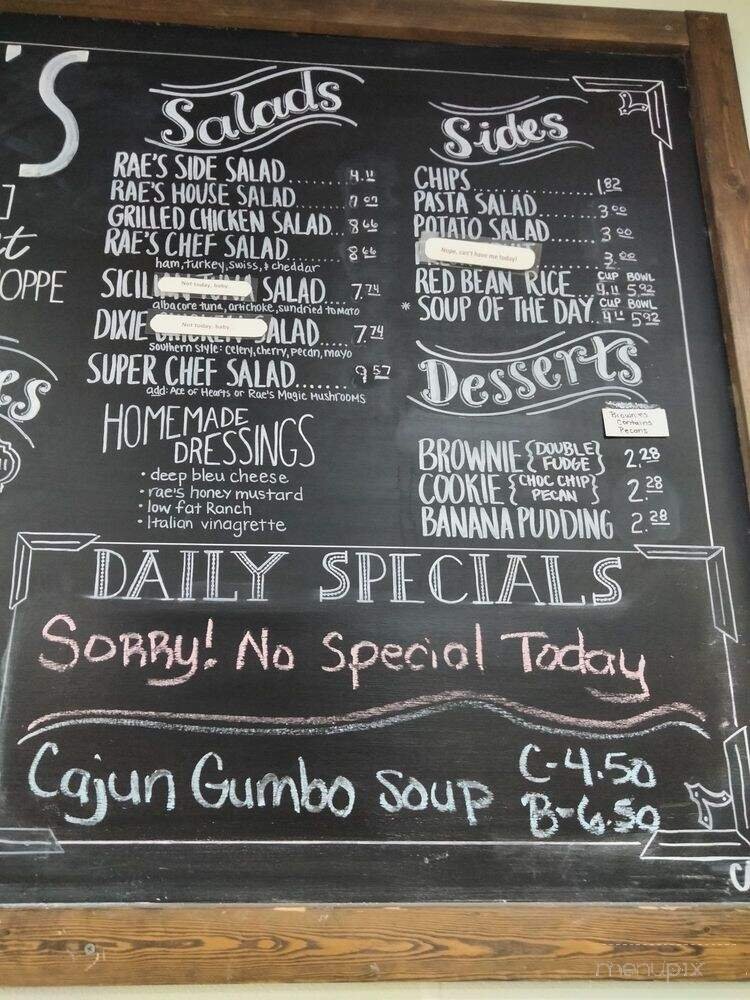 'S
OPPE
es
Salads
RAE'S SIDE SALAD...... 4.11
RAE'S HOUSE SALAD
GRILLED CHICKEN SALAD... 8 66
RAE'S CHEF SALAD ...... 8 66
ham, turkey, swiss, & cheddar
SICIL Not today, baby. SALAD... 7.74
albacore tuna, artichoke, sundried tomato
DIXIE Not today, baby. SALAD... 7.74
Southern style: celery, cherry, pecan, mayo
SUPER CHEF SALAD...... 9 57
add: Ace of Hearts or Rae's Magic Mushrooms
HOMEMADE
DRESSINGS
• deep bleu cheese
• rae's honey mustard
• low fat Ranch
• Italian vinagrette
Sides
CHIPS............ 1.82
PASTA SALAD...... 3 00
POTATO SALAD..... 3 00
Nope, can't have me today! 3 00
RED BEAN RICE CUP BOWL
4.11 5.92
* SOUP OF THE DAY CUP BOWL
4 11 5 92
Desserts
Brownies
Contains
Pecans
BROWNIE {DOUBLE FUDGE} 2.28
COOKIE {CHOC CHIP PECAN} 2.28
BANANA PUDDING 2.28
DAILY SPECIALS
Sorry! No Special Today
Cajun Gumbo Soup C-4.50
B-6.50
menupix